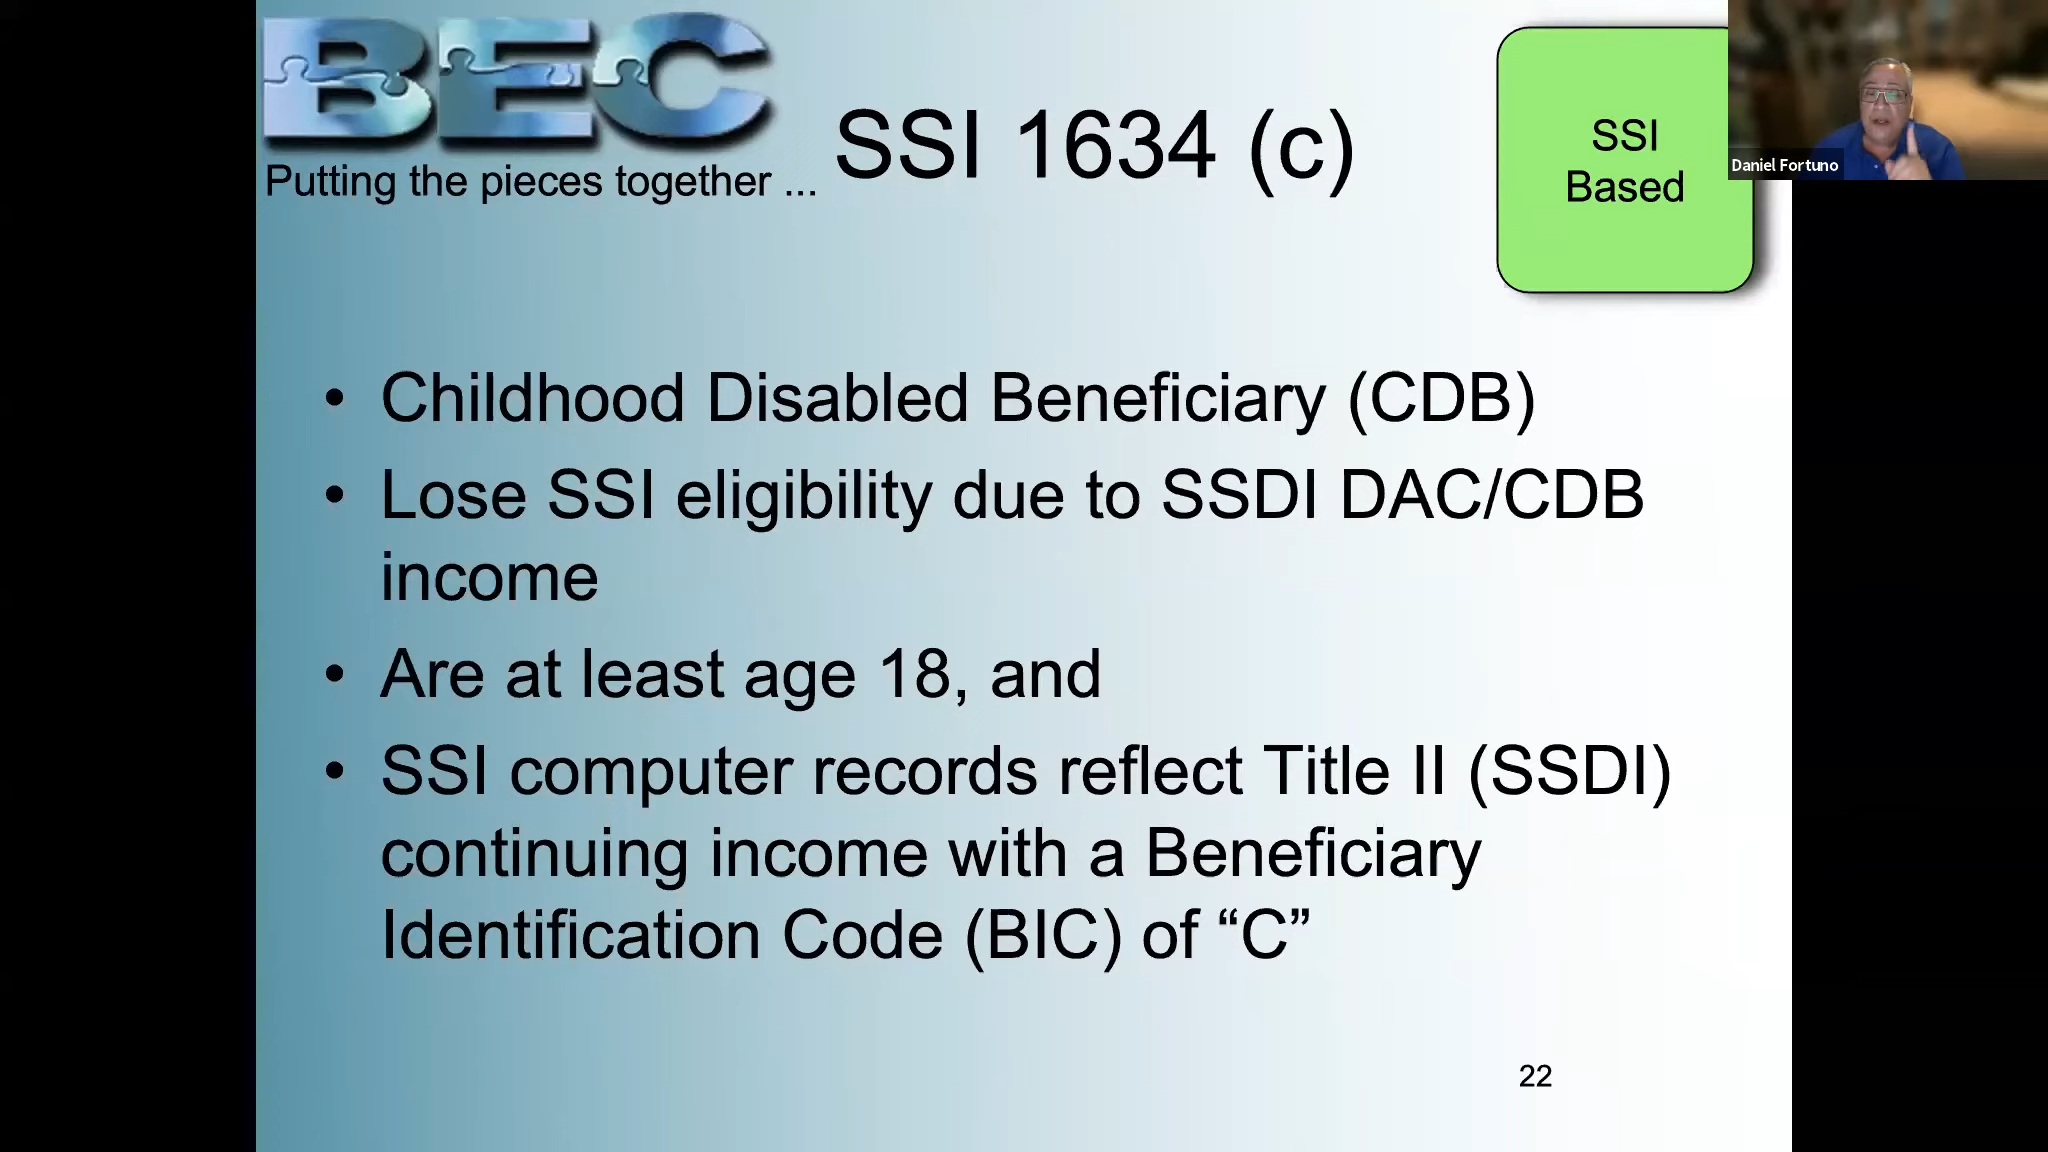 BEC
Putting the pieces together ...
SSI 1634 (c)
SSI
Based
Daniel Fortuno
• Childhood Disabled Beneficiary (CDB)
• Lose SSI eligibility due to SSDI DAC/CDB
income
• Are at least age 18, and
• SSI computer records reflect Title II (SSDI)
continuing income with a Beneficiary
Identification Code (BIC) of “C”
22